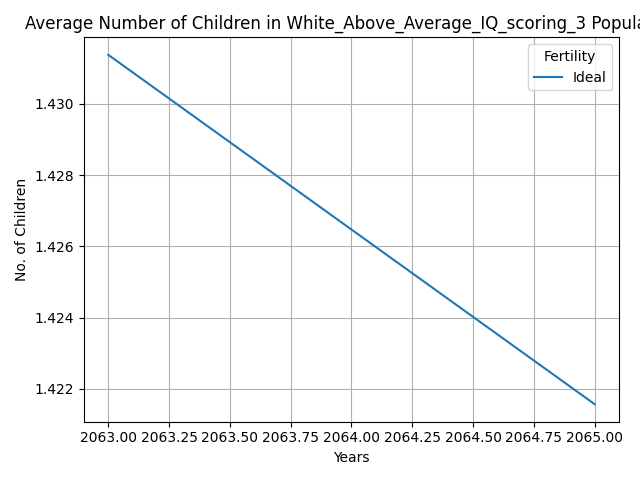 Average Number of Children in White_Above_Average_IQ_scoring_3 Popula
Fertility
Ideal
No. of Children
1.430
1.428
1.426
1.424
1.422
2063.00 2063.25 2063.50 2063.75 2064.00 2064.25 2064.50 2064.75 2065.00
Years